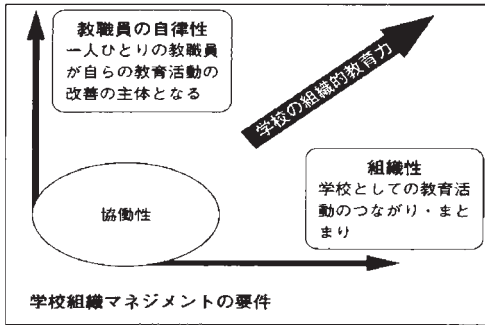 教職員の自律性
一人ひとりの教職員
が自らの教育活動の
改善の主体となる
学校の組織的教育力
組織性
学校としての教育活
動のつながり・まと
まり
協働性
学校組織マネジメントの要件